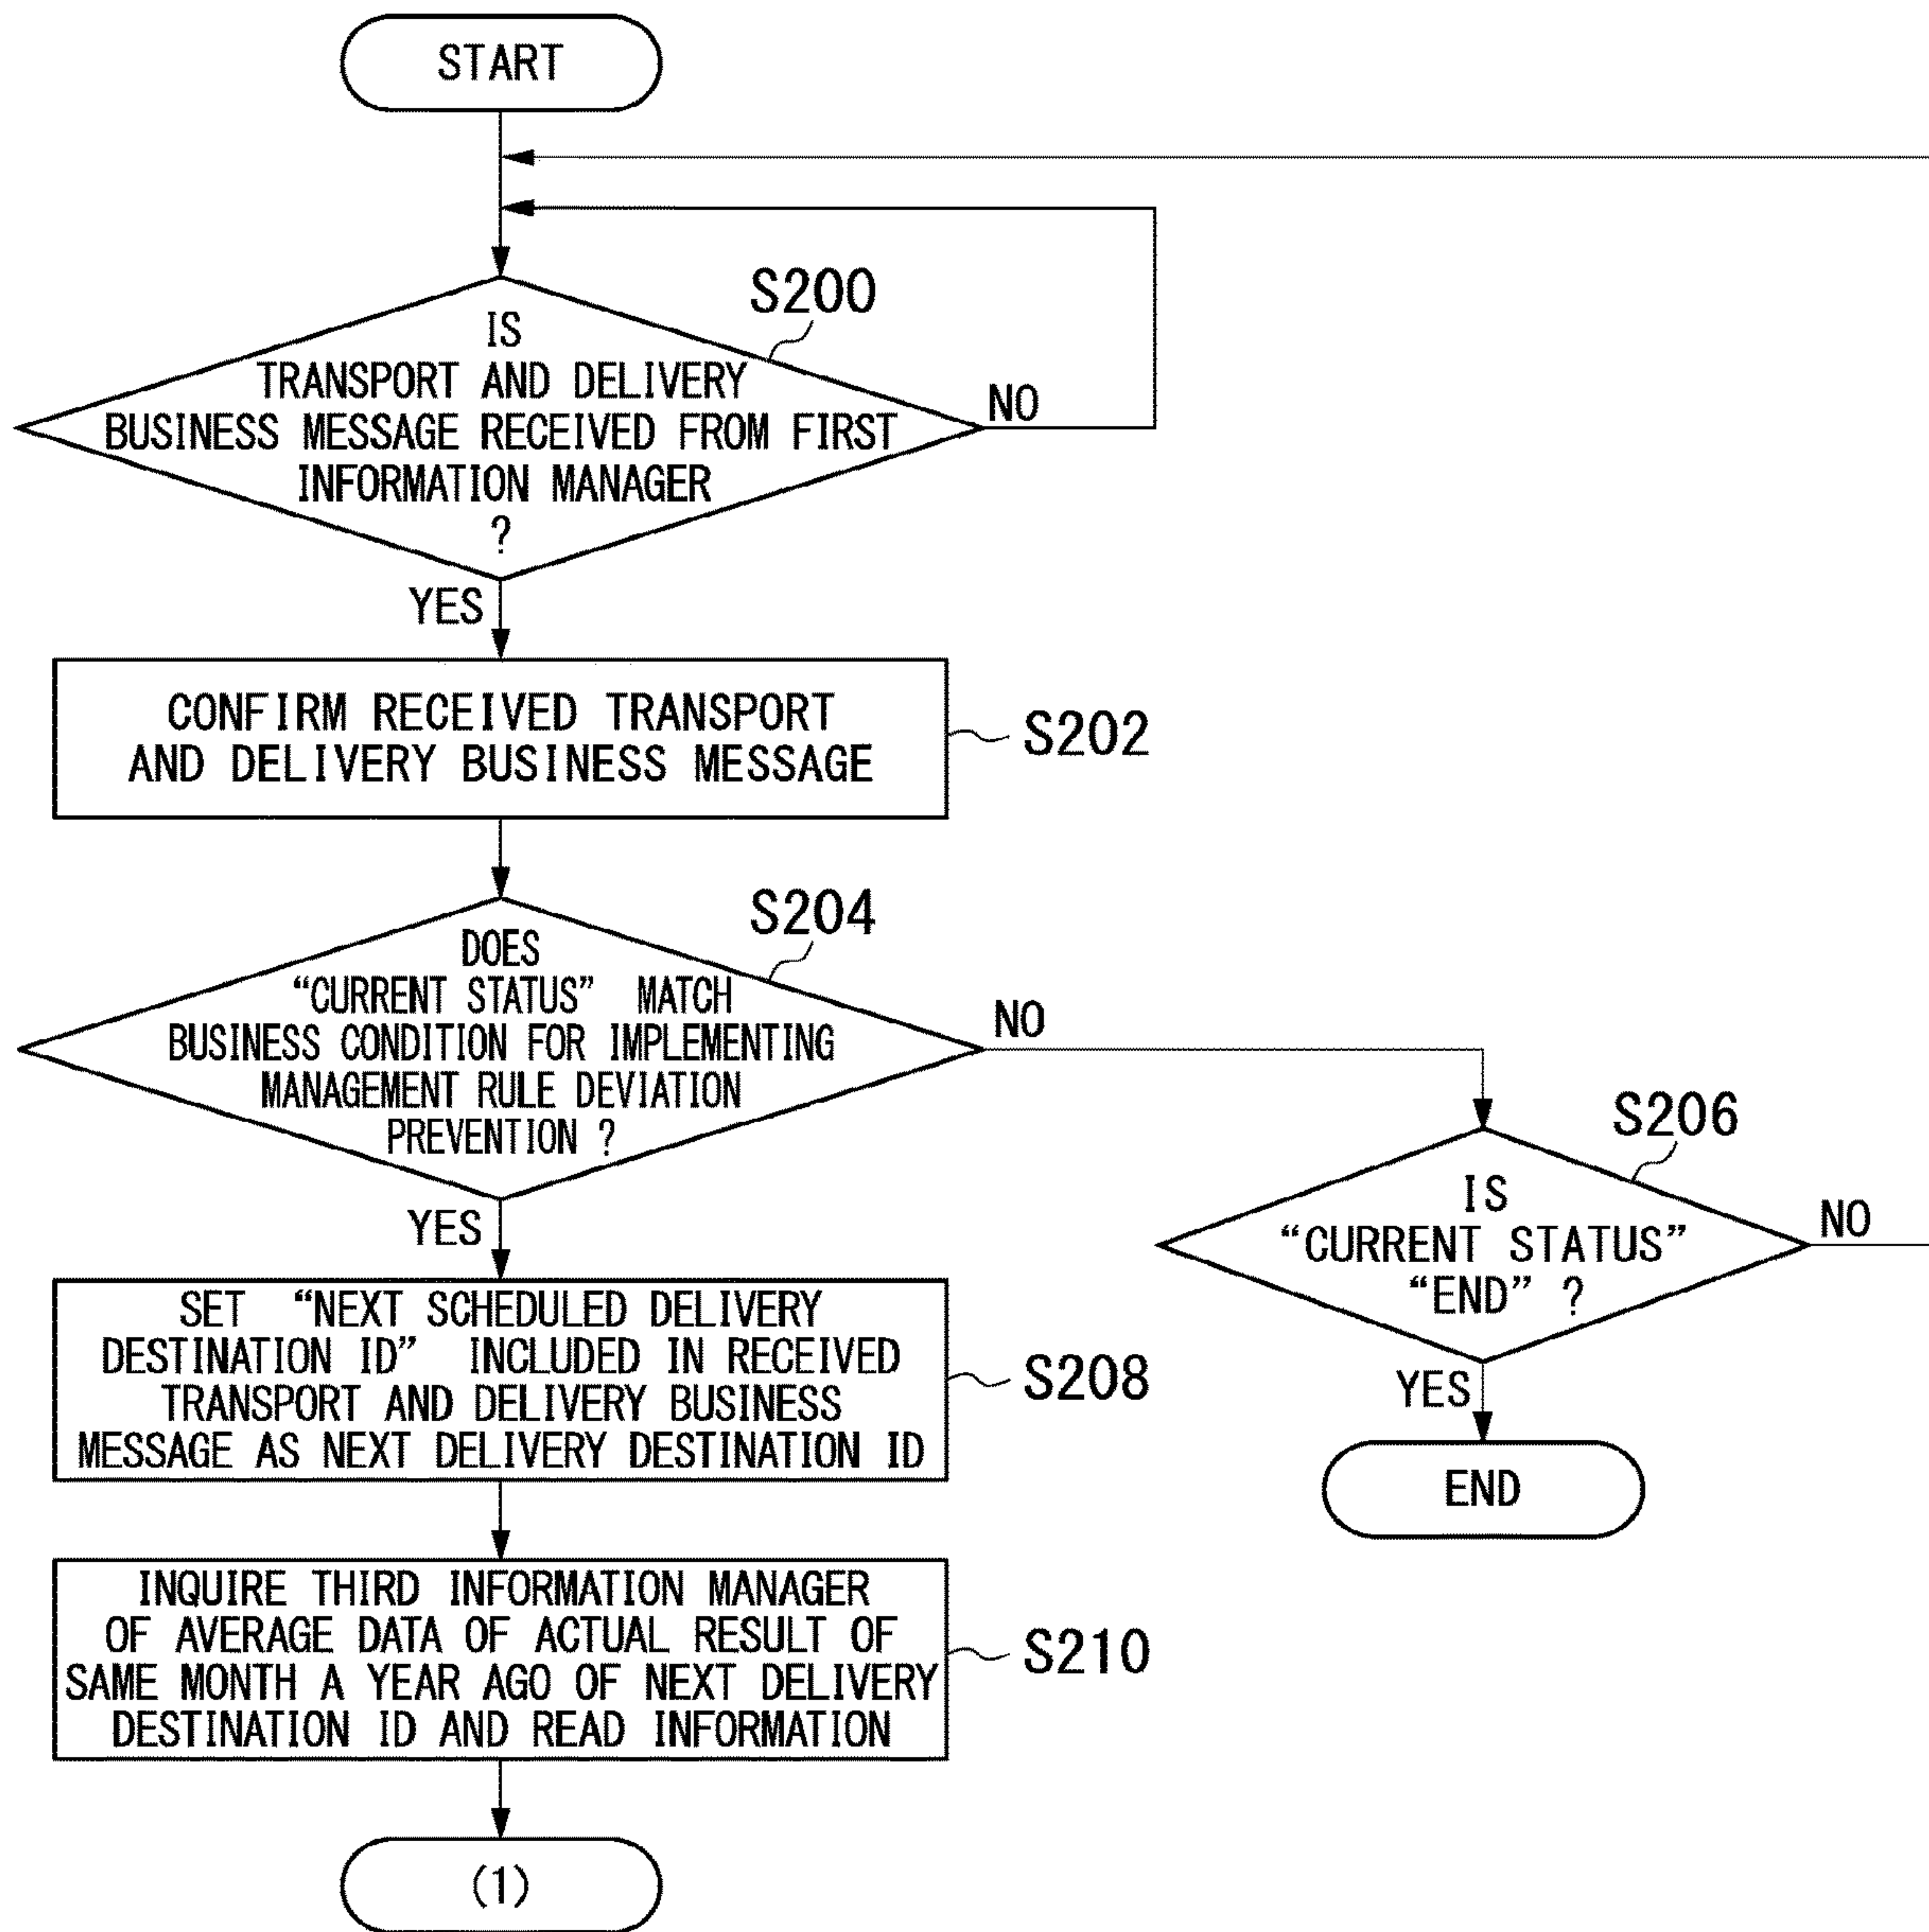 START
S200
IS
TRANSPORT AND DELIVERY
BUSINESS MESSAGE RECEIVED FROM FIRST
INFORMATION MANAGER
?
NO
YES
CONFIRM RECEIVED TRANSPORT
AND DELIVERY BUSINESS MESSAGE
S202
S204
DOES
“CURRENT STATUS” MATCH
BUSINESS CONDITION FOR IMPLEMENTING
MANAGEMENT RULE DEVIATION
PREVENTION ?
NO
YES
S206
IS
“CURRENT STATUS”
“END” ?
NO
YES
END
SET “NEXT SCHEDULED DELIVERY
DESTINATION ID” INCLUDED IN RECEIVED
TRANSPORT AND DELIVERY BUSINESS
MESSAGE AS NEXT DELIVERY DESTINATION ID
S208
INQUIRE THIRD INFORMATION MANAGER
OF AVERAGE DATA OF ACTUAL RESULT OF
SAME MONTH A YEAR AGO OF NEXT DELIVERY
DESTINATION ID AND READ INFORMATION
S210
(1)